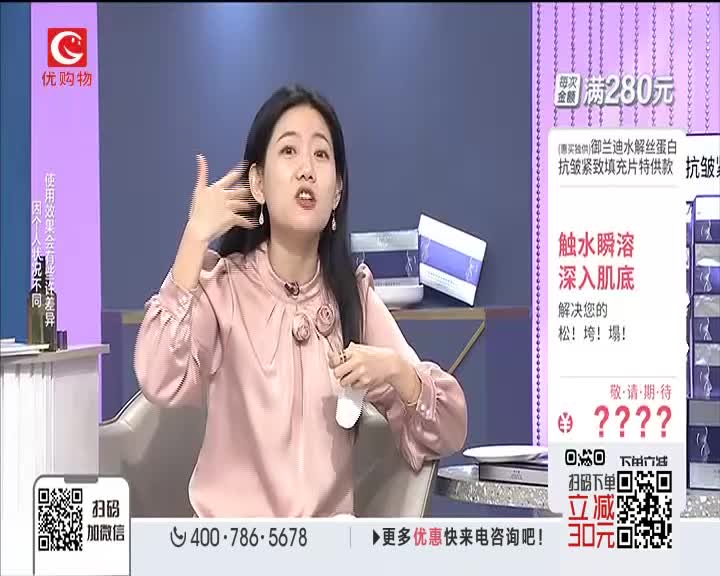 优购物
每次
金额
满280元
(惠买独供)御兰迪水解丝蛋白
抗皱紧致填充片特供款
抗皱紧
触水瞬溶
深入肌底
解决您的
松！垮！塌！
敬·请·期·待
¥ ????
使用效果会有些许差异
因个人状况不同
扫码
加微信
400·786·5678
更多优惠快来电咨询吧！
下单立减
扫码下单
立减
30元